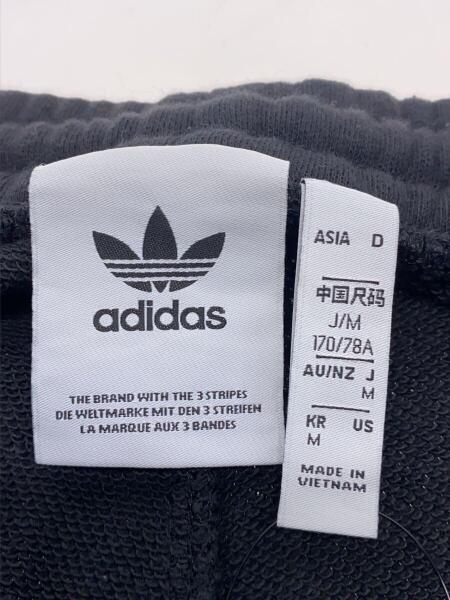 adidas
THE BRAND WITH THE 3 STRIPES
DIE WELTMARKE MIT DEN 3 STREIFEN
LA MARQUE AUX 3 BANDES
ASIA D
中国尺码
J/M
170/78A
AU/NZ J
M
KR US
M
MADE IN
VIETNAM